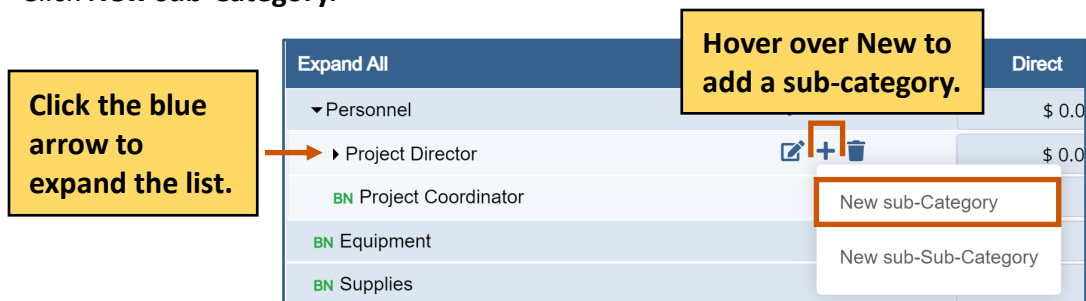 Click New sub-Category.
Hover over New to
add a sub-category.
Expand All
Direct
Click the blue
arrow to
expand the list.
Personnel
$ 0.0
Project Director
$ 0.0
BN Project Coordinator
New sub-Category
BN Equipment
New sub-Sub-Category
BN Supplies